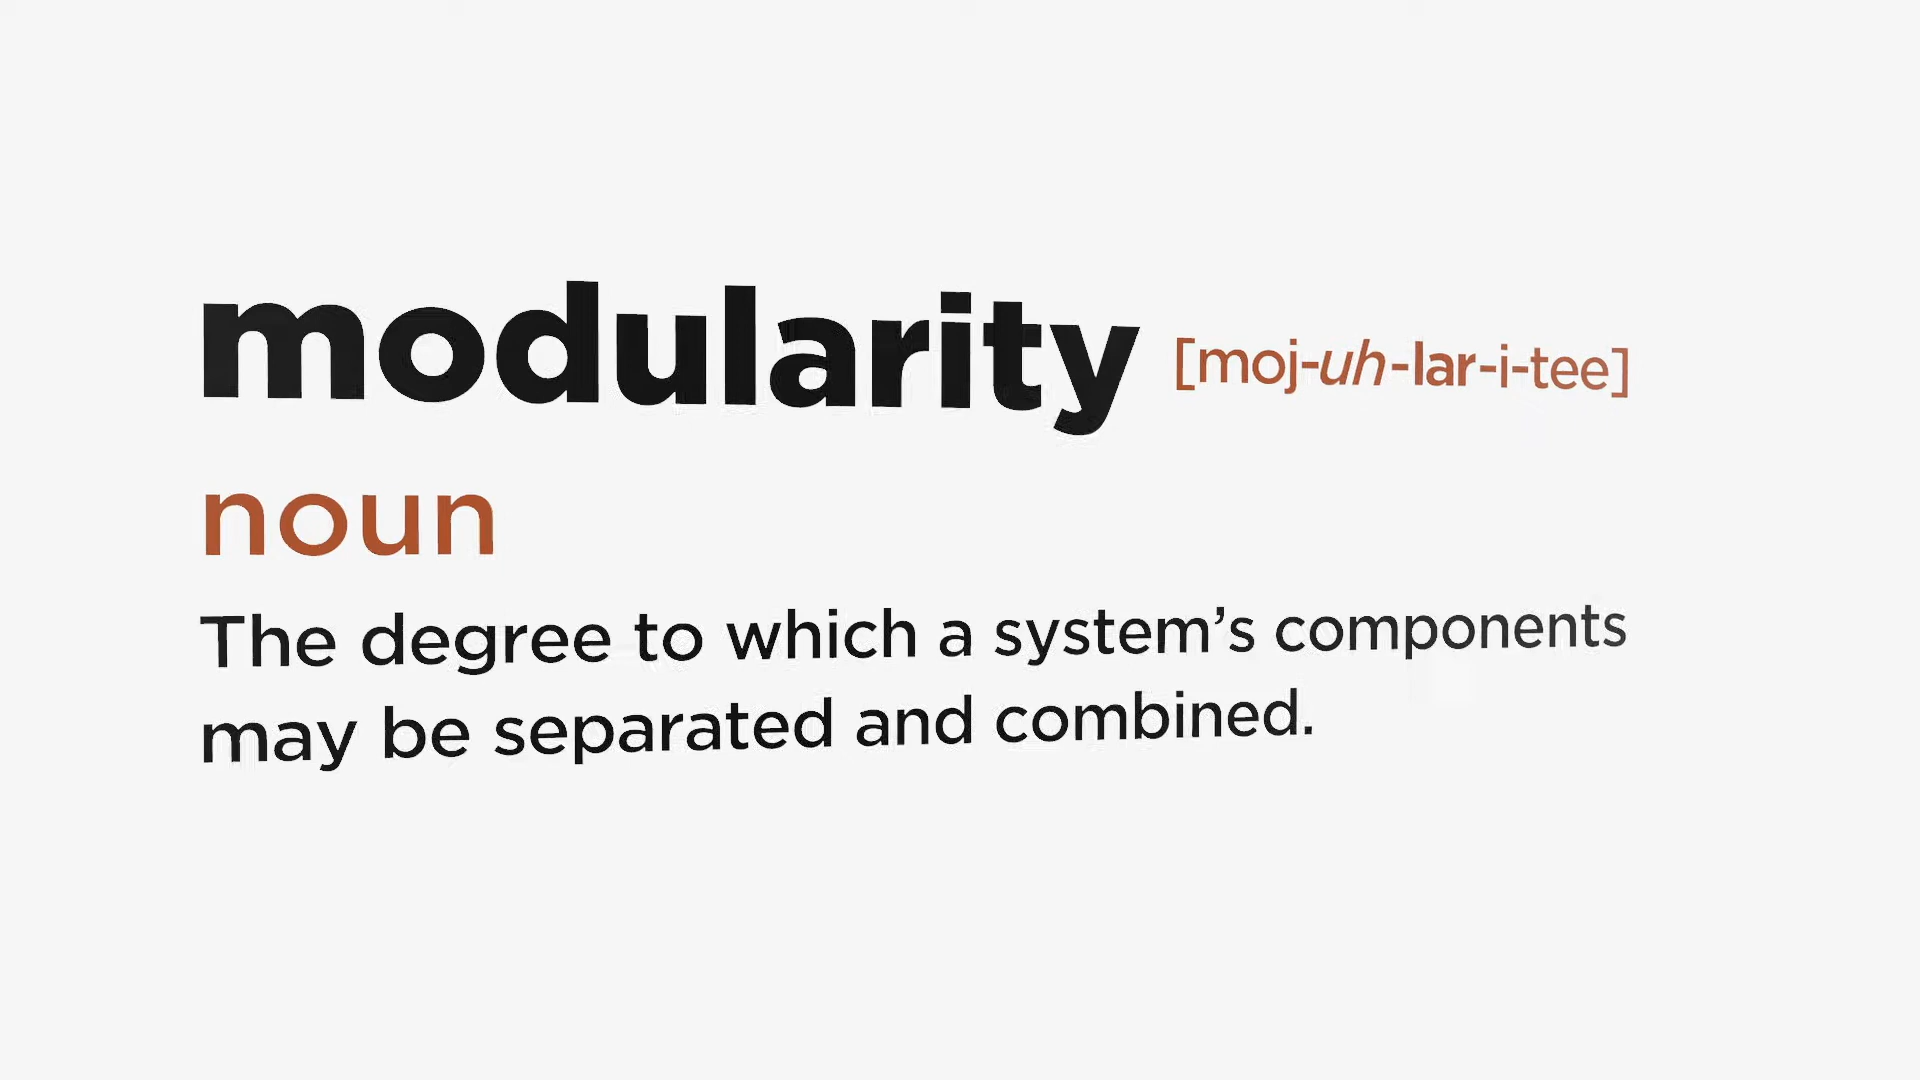 modularity [moj-uh-lar-i-tee]
noun
The degree to which a system’s components
may be separated and combined.